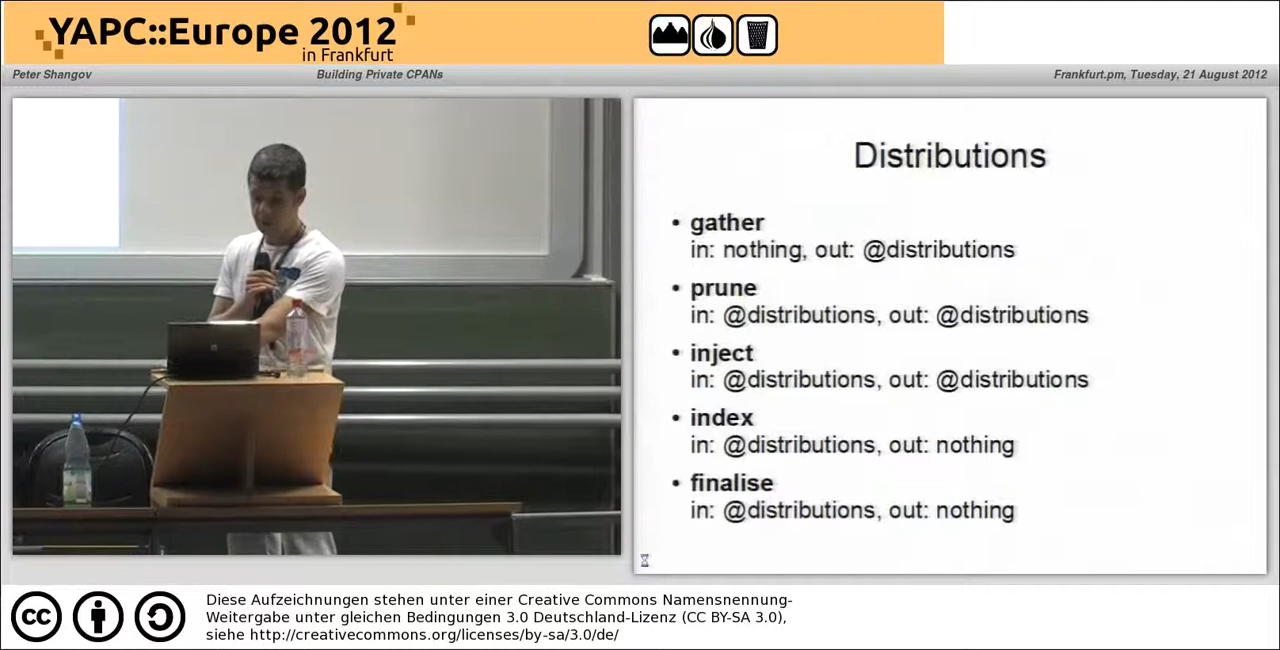 YAPC::Europe 2012
in Frankfurt
Peter Shangov
Building Private CPANs
Frankfurt.pm, Tuesday, 21 August 2012
Distributions
• gather
in: nothing, out: @distributions
• prune
in: @distributions, out: @distributions
• inject
in: @distributions, out: @distributions
• index
in: @distributions, out: nothing
• finalise
in: @distributions, out: nothing
cc
Diese Aufzeichnungen stehen unter einer Creative Commons Namensnennung-
Weitergabe unter gleichen Bedingungen 3.0 Deutschland-Lizenz (CC BY-SA 3.0),
siehe http://creativecommons.org/licenses/by-sa/3.0/de/